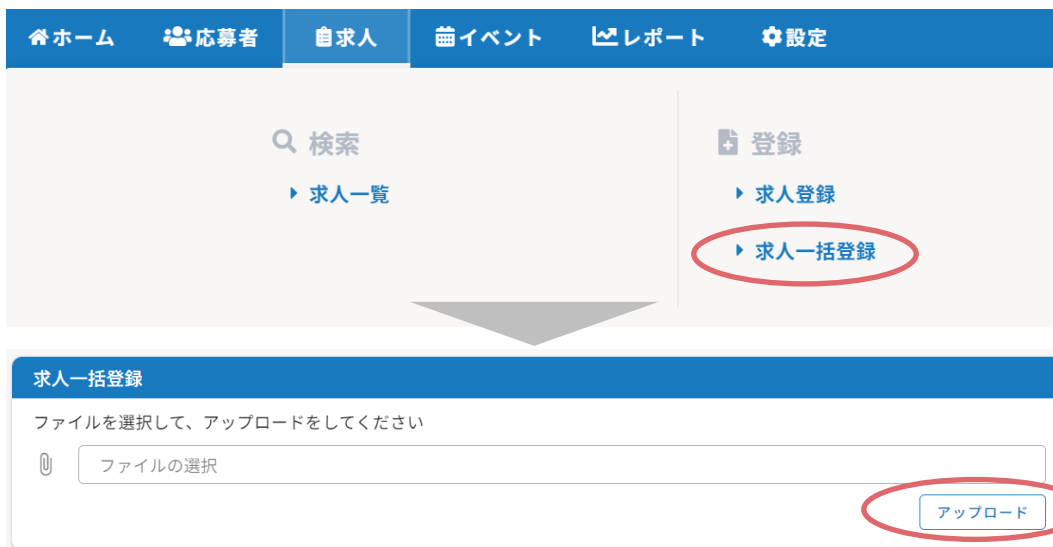 ホーム 応募者 求人 イベント レポート 設定
検索
求人一覧
登録
求人登録
求人一括登録
求人一括登録
ファイルを選択して、アップロードをしてください
ファイルの選択
アップロード